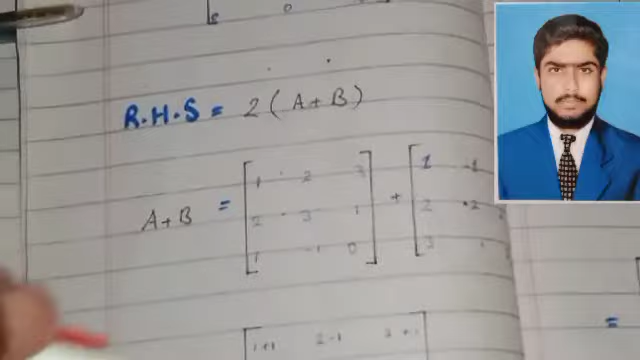 R.H.S = 2 ( A+B )
A+B = [ 1 2 3 + [ 1 -1
2 3 1 2 -2
1 -1 0 ] 3 1
=
[ 1+1 2-1 3+1